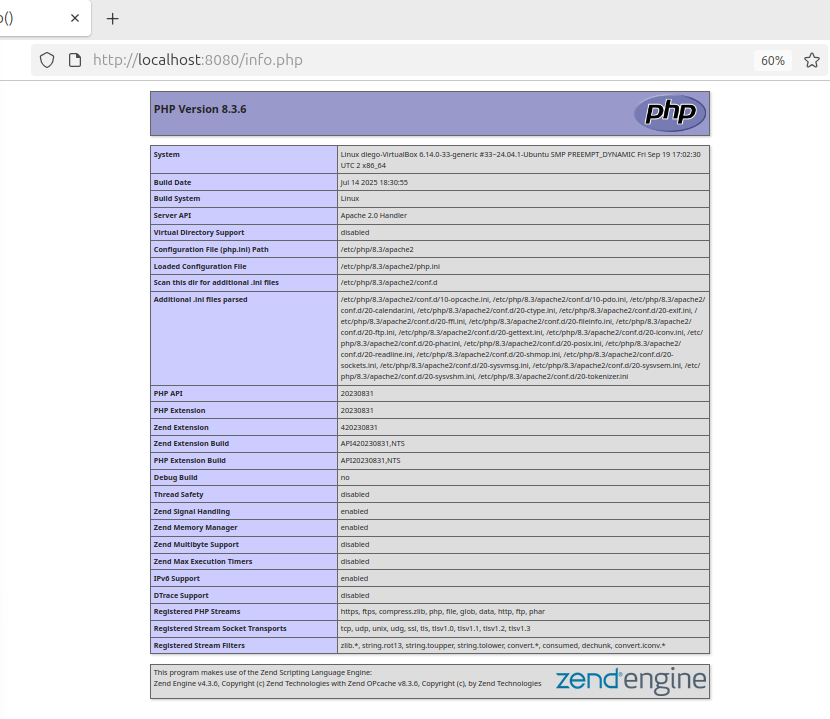 o()
http://localhost:8080/info.php
60%
PHP Version 8.3.6
php
System
Linux diego-VirtualBox 6.14.0-33-generic #33~24.04.1-Ubuntu SMP PREEMPT_DYNAMIC Fri Sep 19 17:02:30
UTC 2 x86_64
Build Date
Jul 14 2025 18:30:55
Build System
Linux
Server API
Apache 2.0 Handler
Virtual Directory Support
disabled
Configuration File (php.ini) Path
/etc/php/8.3/apache2
Loaded Configuration File
/etc/php/8.3/apache2/php.ini
Scan this dir for additional .ini files
/etc/php/8.3/apache2/conf.d
Additional .ini files parsed
/etc/php/8.3/apache2/conf.d/10-opcache.ini, /etc/php/8.3/apache2/conf.d/10-pdo.ini, /etc/php/8.3/apache2/
conf.d/20-calendar.ini, /etc/php/8.3/apache2/conf.d/20-ctype.ini, /etc/php/8.3/apache2/conf.d/20-exif.ini, /
etc/php/8.3/apache2/conf.d/20-ffi.ini, /etc/php/8.3/apache2/conf.d/20-fileinfo.ini, /etc/php/8.3/apache2/
conf.d/20-ftp.ini, /etc/php/8.3/apache2/conf.d/20-gettext.ini, /etc/php/8.3/apache2/conf.d/20-iconv.ini, /etc/
php/8.3/apache2/conf.d/20-phar.ini, /etc/php/8.3/apache2/conf.d/20-posix.ini, /etc/php/8.3/apache2/
conf.d/20-readline.ini, /etc/php/8.3/apache2/conf.d/20-shmop.ini, /etc/php/8.3/apache2/conf.d/20-
sockets.ini, /etc/php/8.3/apache2/conf.d/20-sysvmsg.ini, /etc/php/8.3/apache2/conf.d/20-sysvsem.ini, /etc/
php/8.3/apache2/conf.d/20-sysvshm.ini, /etc/php/8.3/apache2/conf.d/20-tokenizer.ini
PHP API
20230831
PHP Extension
20230831
Zend Extension
420230831
Zend Extension Build
API420230831,NTS
PHP Extension Build
API20230831,NTS
Debug Build
no
Thread Safety
disabled
Zend Signal Handling
enabled
Zend Memory Manager
enabled
Zend Multibyte Support
disabled
Zend Max Execution Timers
disabled
IPv6 Support
enabled
DTrace Support
disabled
Registered PHP Streams
https, ftps, compress.zlib, php, file, glob, data, http, ftp, phar
Registered Stream Socket Transports
tcp, udp, unix, udg, ssl, tls, tlsv1.0, tlsv1.1, tlsv1.2, tlsv1.3
Registered Stream Filters
zlib.*, string.rot13, string.toupper, string.tolower, convert.*, consumed, dechunk, convert.iconv.*
This program makes use of the Zend Scripting Language Engine:
Zend Engine v4.3.6, Copyright (c) Zend Technologies with Zend OPcache v8.3.6, Copyright (c), by Zend Technologies
zend engine